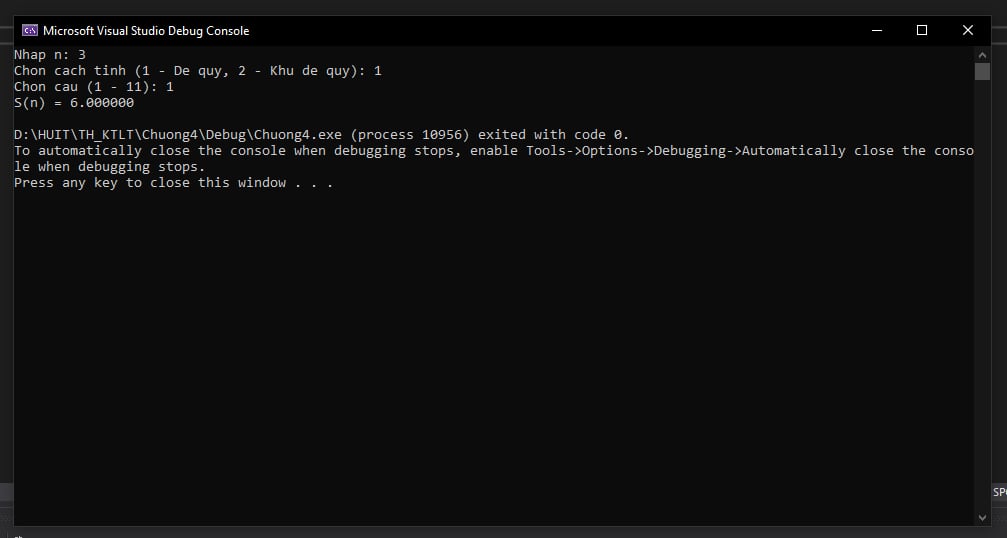 Microsoft Visual Studio Debug Console
Nhap n: 3
Chon cach tinh (1 - De quy, 2 - Khu de quy): 1
Chon cau (1 - 11): 1
S(n) = 6.000000
D:\HUIT\TH_KTLT\Chuong4\Debug\Chuong4.exe (process 10956) exited with code 0.
To automatically close the console when debugging stops, enable Tools->Options->Debugging->Automatically close the conso
le when debugging stops.
Press any key to close this window . . .